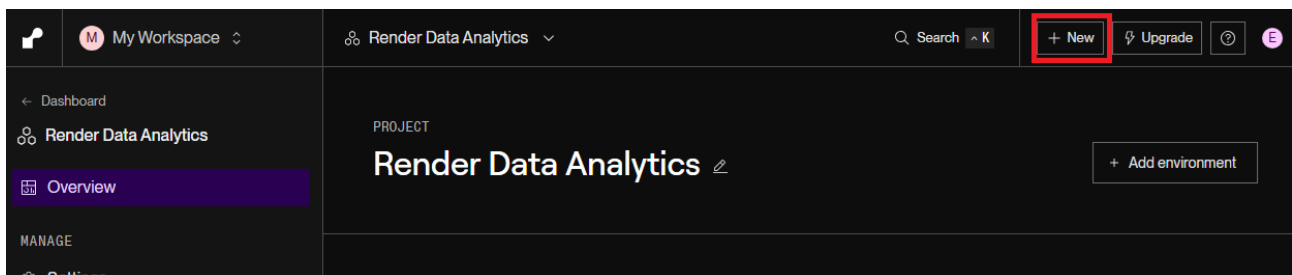 M My Workspace
Render Data Analytics
Search ^ K
+ New
Upgrade
E
← Dashboard
Render Data Analytics
Overview
MANAGE
Settings
PROJECT
Render Data Analytics
+ Add environment